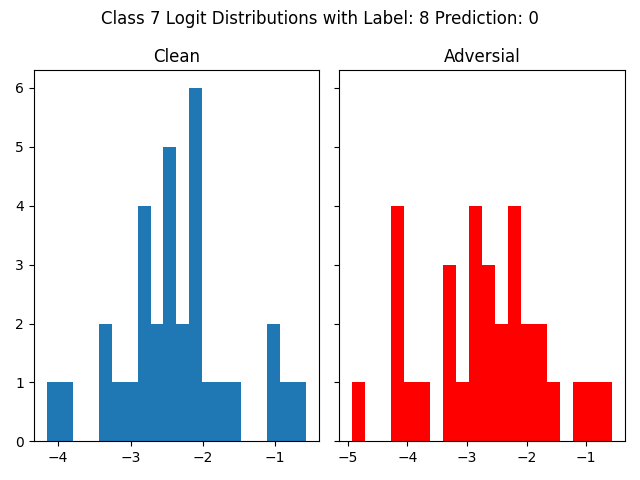 Class 7 Logit Distributions with Label: 8 Prediction: 0
Clean
Adversial
6
5
4
3
2
1
0
−4 −3 −2 −1
−5 −4 −3 −2 −1